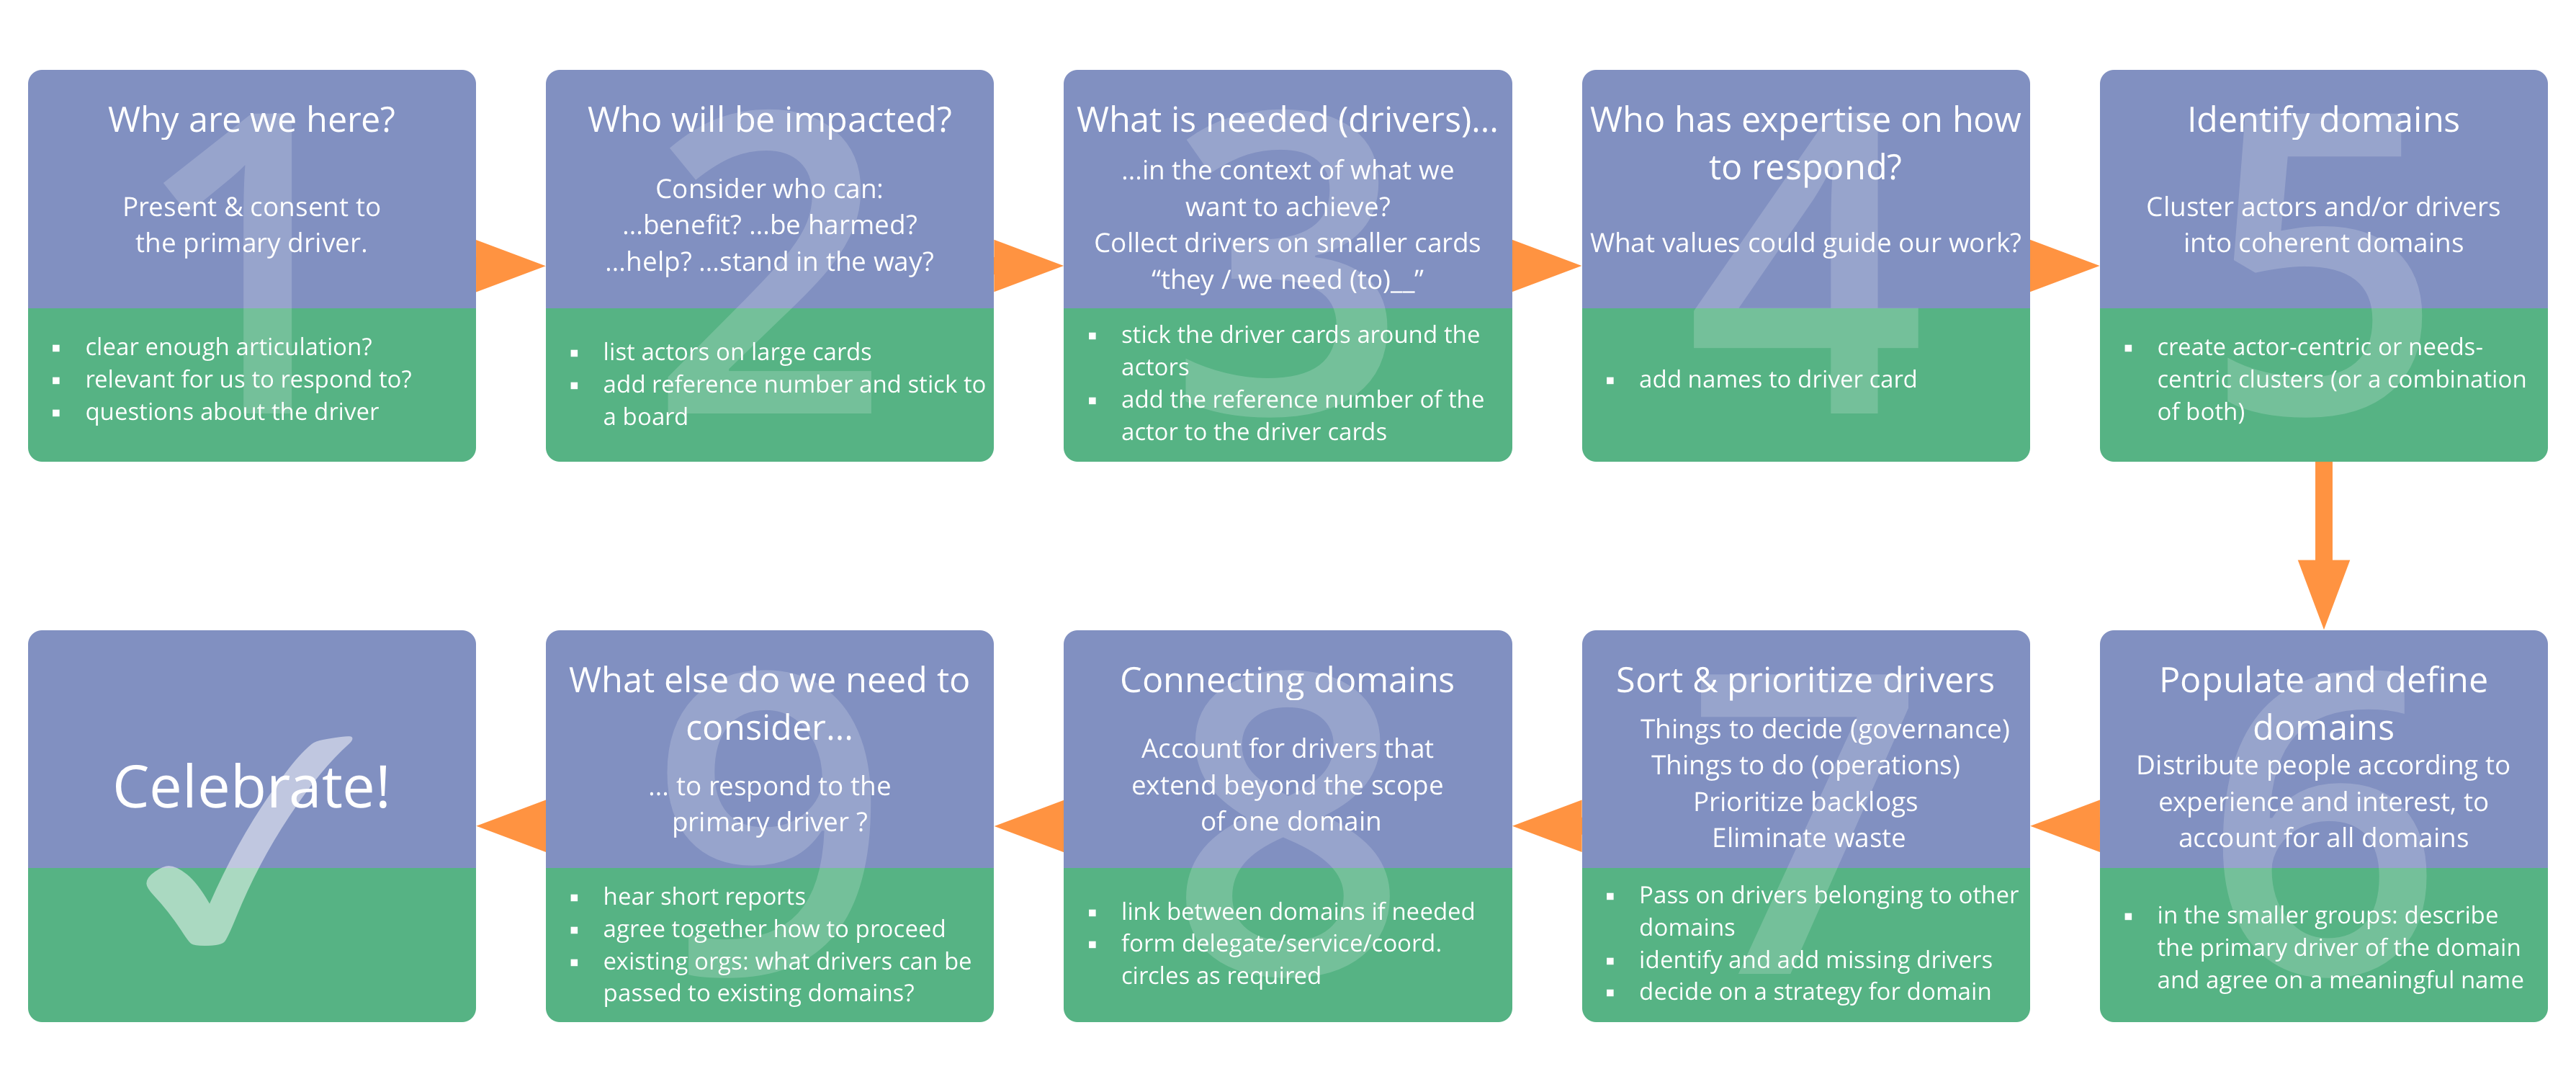 1
Why are we here?
Present & consent to
the primary driver.
▪ clear enough articulation?
▪ relevant for us to respond to?
▪ questions about the driver
2
Who will be impacted?
Consider who can:
...benefit? ...be harmed?
...help? ...stand in the way?
▪ list actors on large cards
▪ add reference number and stick to
a board
3
What is needed (drivers)...
...in the context of what we
want to achieve?
Collect drivers on smaller cards
“they / we need (to)__”
▪ stick the driver cards around the
actors
▪ add the reference number of the
actor to the driver cards
4
Who has expertise on how
to respond?
What values could guide our work?
▪ add names to driver card
5
Identify domains
Cluster actors and/or drivers
into coherent domains
▪ create actor-centric or needs-
centric clusters (or a combination
of both)
6
Populate and define
domains
Distribute people according to
experience and interest, to
account for all domains
▪ in the smaller groups: describe
the primary driver of the domain
and agree on a meaningful name
7
Sort & prioritize drivers
Things to decide (governance)
Things to do (operations)
Prioritize backlogs
Eliminate waste
▪ Pass on drivers belonging to other
domains
▪ identify and add missing drivers
▪ decide on a strategy for domain
8
Connecting domains
Account for drivers that
extend beyond the scope
of one domain
▪ link between domains if needed
▪ form delegate/service/coord.
circles as required
9
What else do we need to
consider...
... to respond to the
primary driver ?
▪ hear short reports
▪ agree together how to proceed
▪ existing orgs: what drivers can be
passed to existing domains?
Celebrate!